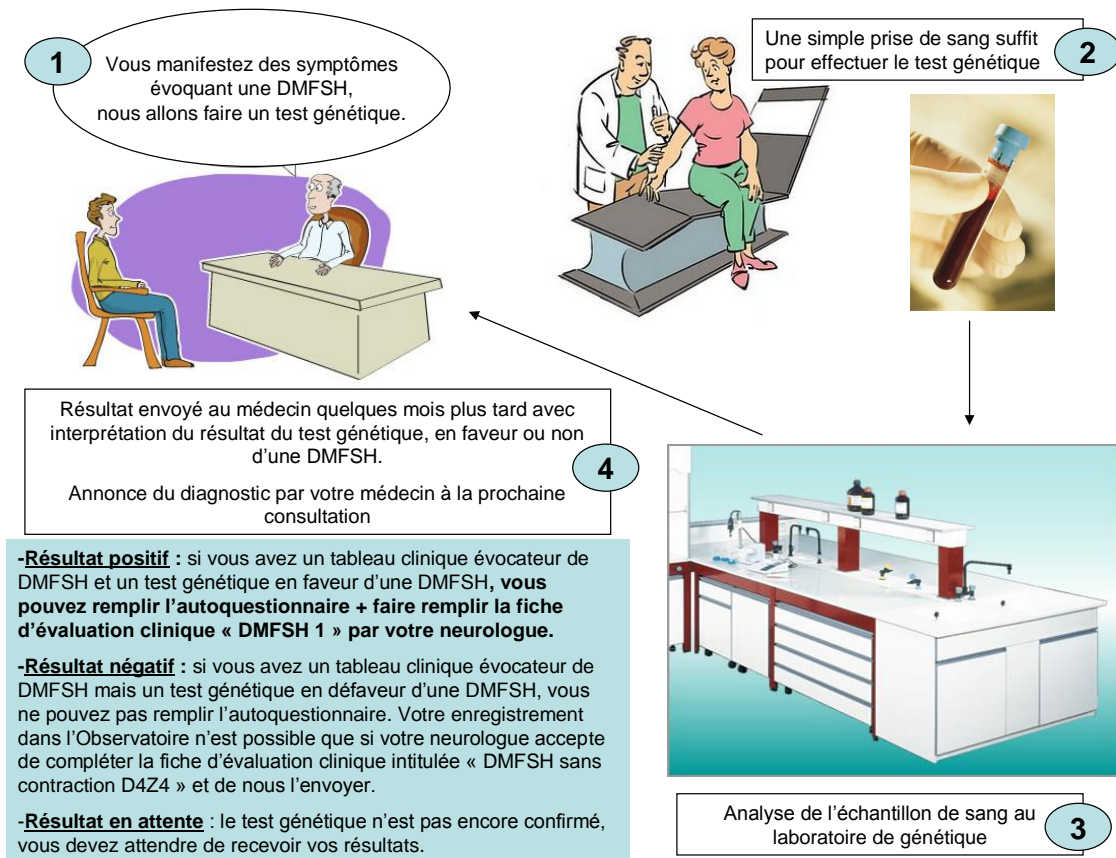 1
Vous manifestez des symptômes
évoquant une DMFSH,
nous allons faire un test génétique.
Une simple prise de sang suffit
pour effectuer le test génétique
2
Analyse de l'échantillon de sang au
laboratoire de génétique
3
Résultat envoyé au médecin quelques mois plus tard avec
interprétation du résultat du test génétique, en faveur ou non
d'une DMFSH.
Annonce du diagnostic par votre médecin à la prochaine
consultation
4
-Résultat positif : si vous avez un tableau clinique évocateur de
DMFSH et un test génétique en faveur d'une DMFSH, vous
pouvez remplir l'autoquestionnaire + faire remplir la fiche
d'évaluation clinique « DMFSH 1 » par votre neurologue.
-Résultat négatif : si vous avez un tableau clinique évocateur de
DMFSH mais un test génétique en défaveur d'une DMFSH, vous
ne pouvez pas remplir l'autoquestionnaire. Votre enregistrement
dans l'Observatoire n'est possible que si votre neurologue accepte
de compléter la fiche d'évaluation clinique intitulée « DMFSH sans
contraction D4Z4 » et de nous l'envoyer.
-Résultat en attente : le test génétique n'est pas encore confirmé,
vous devez attendre de recevoir vos résultats.